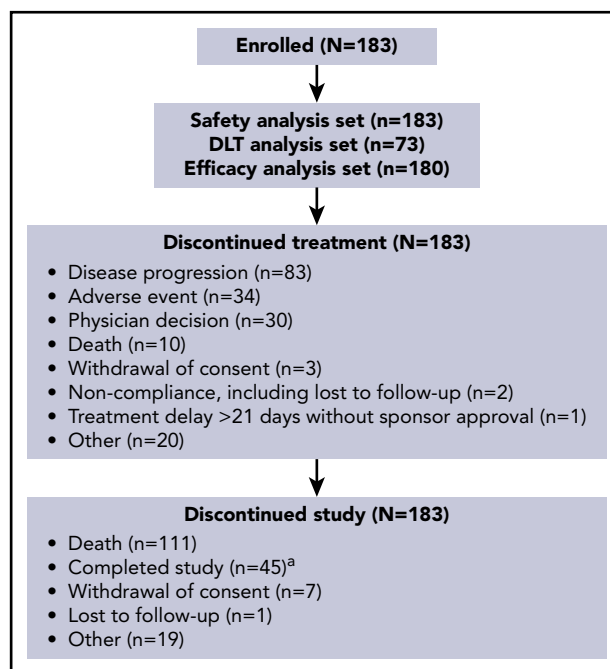 Enrolled (N=183)
Safety analysis set (n=183)
DLT analysis set (n=73)
Efficacy analysis set (n=180)
Discontinued treatment (N=183)
• Disease progression (n=83)
• Adverse event (n=34)
• Physician decision (n=30)
• Death (n=10)
• Withdrawal of consent (n=3)
• Non-compliance, including lost to follow-up (n=2)
• Treatment delay >21 days without sponsor approval (n=1)
• Other (n=20)
Discontinued study (N=183)
• Death (n=111)
• Completed study (n=45)a
• Withdrawal of consent (n=7)
• Lost to follow-up (n=1)
• Other (n=19)